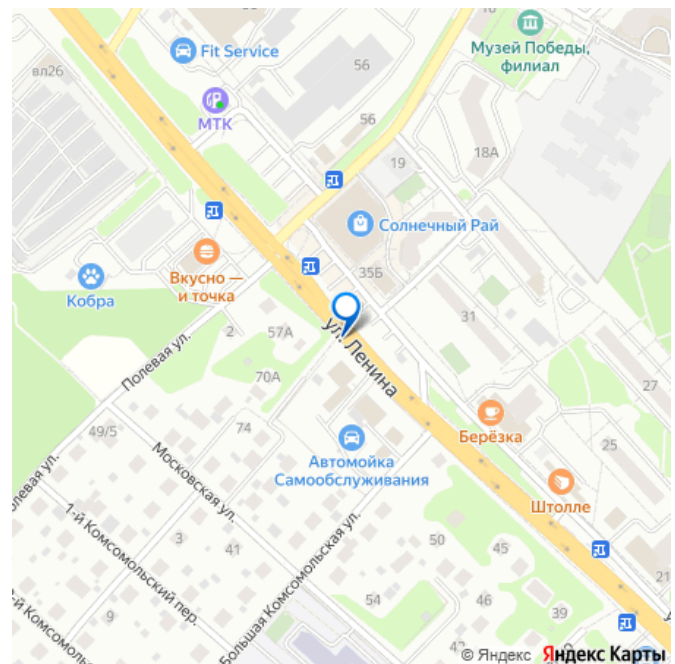 18
Музей Победы,
филиал
Fit Service
вл26
56
МТК
56
19
18А
Солнечный Рай
35Б
Вкусно —
и точка
Кобра
31
2
57А
ул. Ленина
Полевая ул.
70А
27
74
49/5
Берёзка
25
Автомойка
Самообслуживания
Штолле
Московская ул.
1-й Комсомольский пер.
3
41
50
45
Большая Комсомольская ул.
54
46
39
9
21
42
© Яндекс Яндекс Карты